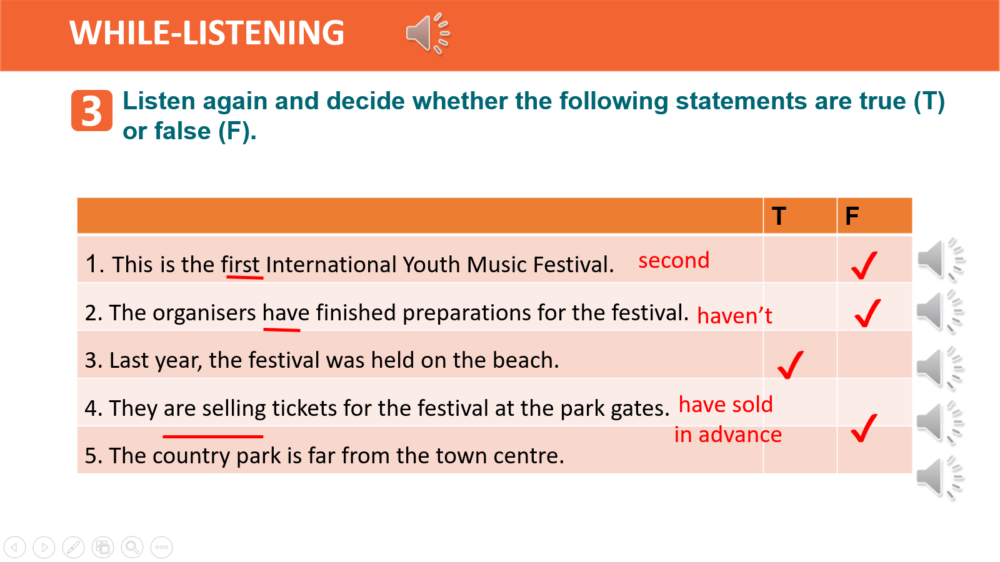 WHILE-LISTENING
3
Listen again and decide whether the following statements are true (T)
or false (F).
T F
1. This is the first International Youth Music Festival. second
2. The organisers have finished preparations for the festival. haven’t
3. Last year, the festival was held on the beach.
4. They are selling tickets for the festival at the park gates. have sold
in advance
5. The country park is far from the town centre.